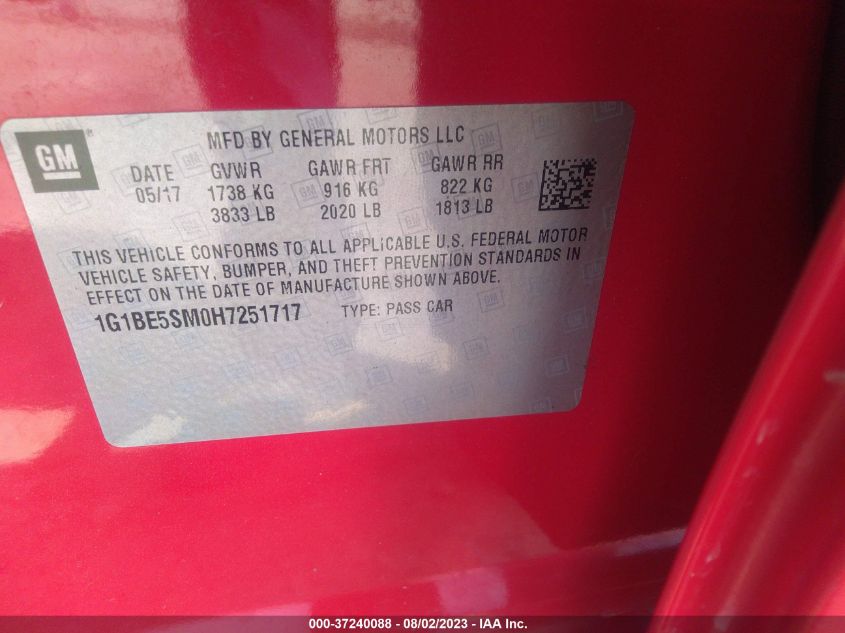 GM ®
MFD BY GENERAL MOTORS LLC
DATE GVWR GAWR FRT GAWR RR
05/17 1738 KG 916 KG 822 KG
3833 LB 2020 LB 1813 LB
THIS VEHICLE CONFORMS TO ALL APPLICABLE U.S. FEDERAL MOTOR
VEHICLE SAFETY, BUMPER, AND THEFT PREVENTION STANDARDS IN
EFFECT ON THE DATE OF MANUFACTURE SHOWN ABOVE.
1G1BE5SM0H7251717 TYPE: PASS CAR
000-37240088 - 08/02/2023 - IAA Inc.